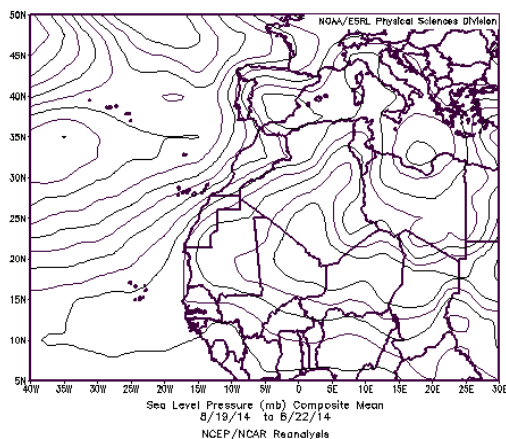 NOAA/ESRL Physical Sciences Division
50N
45N
40N
35N
30N
25N
20N
15N
10N
5N
40W 35W 30W 25W 20W 15W 10W 5W 0 5E 10E 15E 20E 25E 30E
Sea Level Pressure (mb) Composite Mean
8/19/14 to 8/22/14
NCEP/NCAR Reanalysis